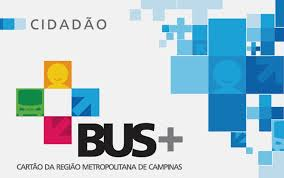 CIDADÃO
BUS+
CARTÃO DA REGIÃO METROPOLITANA DE CAMPINAS